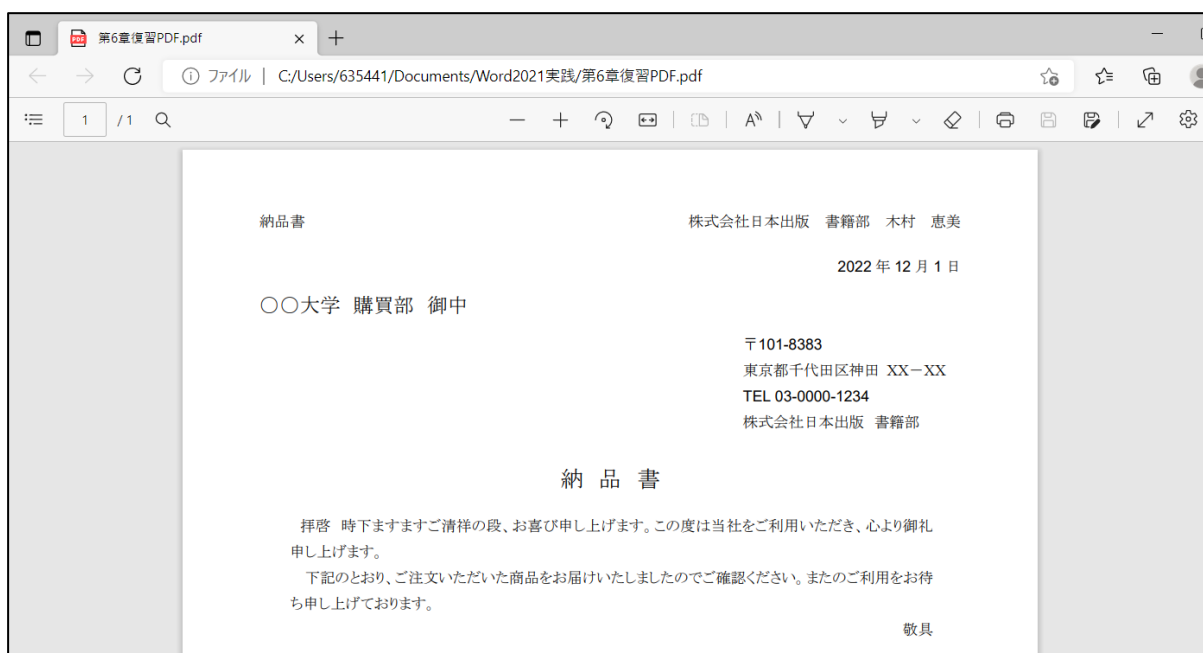 第6章復習PDF.pdf
ファイル | C:/Users/635441/Documents/Word2021実践/第6章復習PDF.pdf
1 / 1
納品書 株式会社日本出版 書籍部 木村 恵美
2022 年 12 月 1 日
〇〇大学 購買部 御中
〒101-8383
東京都千代田区神田 XX－XX
TEL 03-0000-1234
株式会社日本出版 書籍部
納 品 書
拝啓 時下ますますご清祥の段、お喜び申し上げます。この度は当社をご利用いただき、心より御礼
申し上げます。
下記のとおり、ご注文いただいた商品をお届けいたしましたのでご確認ください。またのご利用をお待
ち申し上げております。
敬具